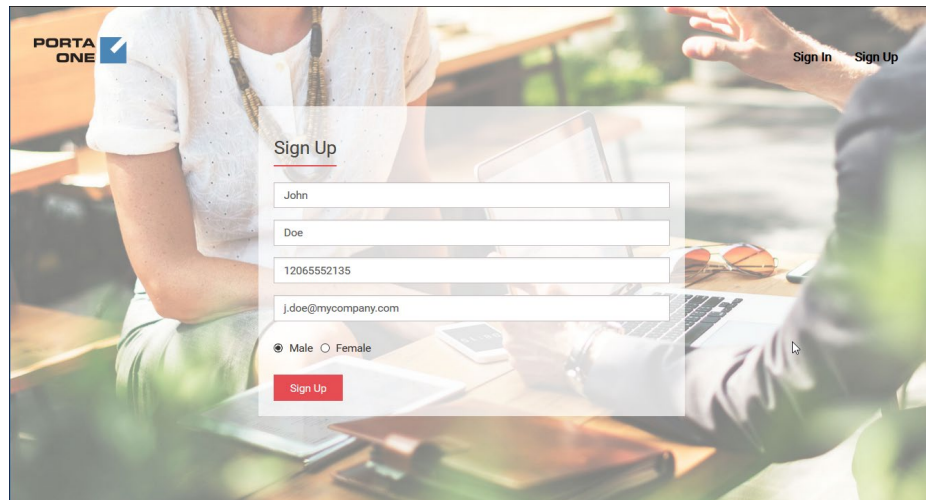 PORTA
ONE
Sign In Sign Up
Sign Up
John
Doe
12065552135
j.doe@mycompany.com
Male Female
Sign Up